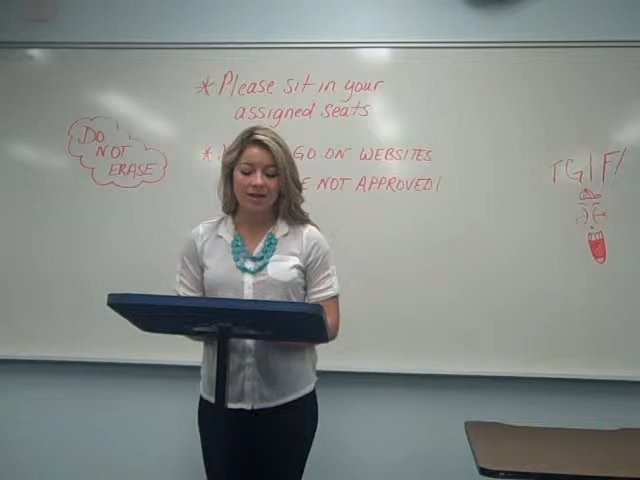 * Please sit in your
assigned seats
DO
NOT
ERASE
* GO ON WEBSITES
NOT APPROVED!
TGIF!